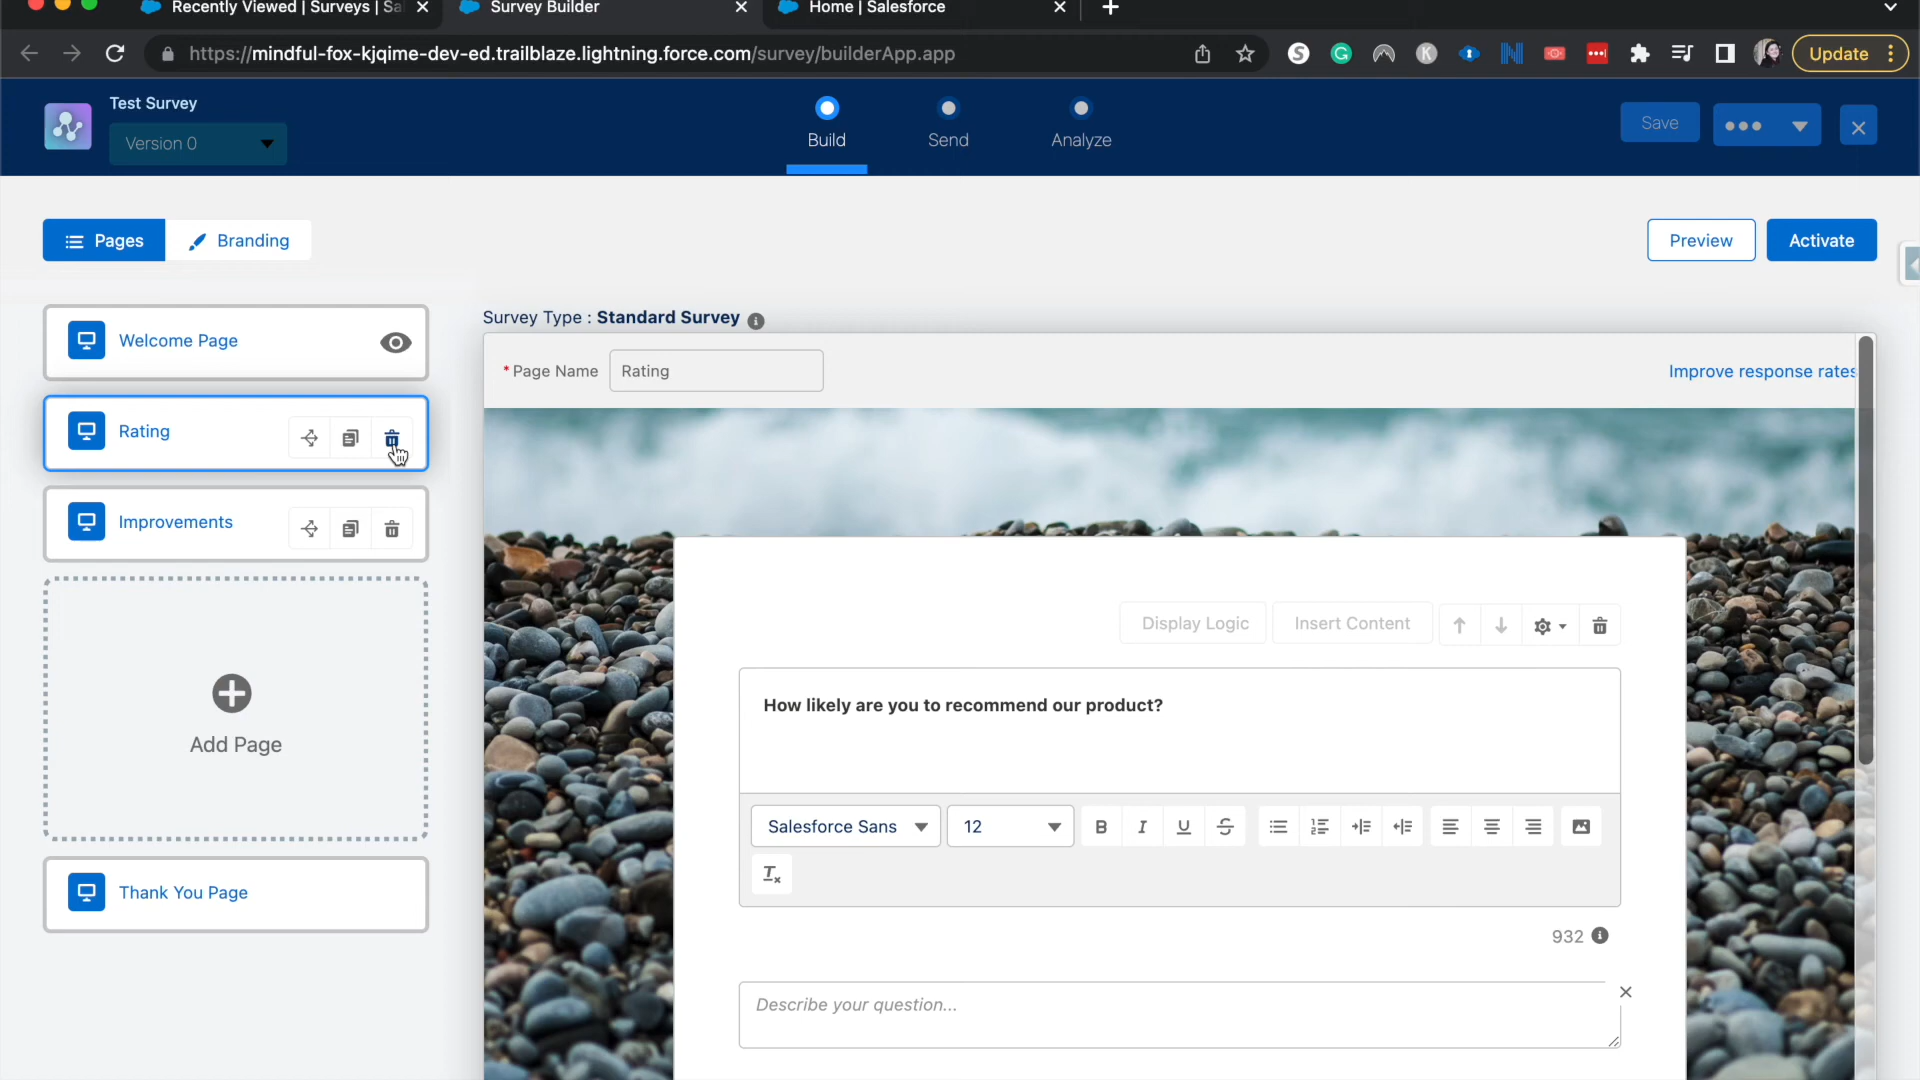 Recently Viewed | Surveys | Sa
Survey Builder
Home | Salesforce
https://mindful-fox-kjqime-dev-ed.trailblaze.lightning.force.com/survey/builderApp.app
Update
Test Survey
Version 0
Build
Send
Analyze
Save
Pages
Branding
Preview
Activate
Welcome Page
Rating
Improvements
Add Page
Thank You Page
Survey Type : Standard Survey
* Page Name
Rating
Improve response rates
Display Logic
Insert Content
How likely are you to recommend our product?
Salesforce Sans
12
B I U S
932
Describe your question...